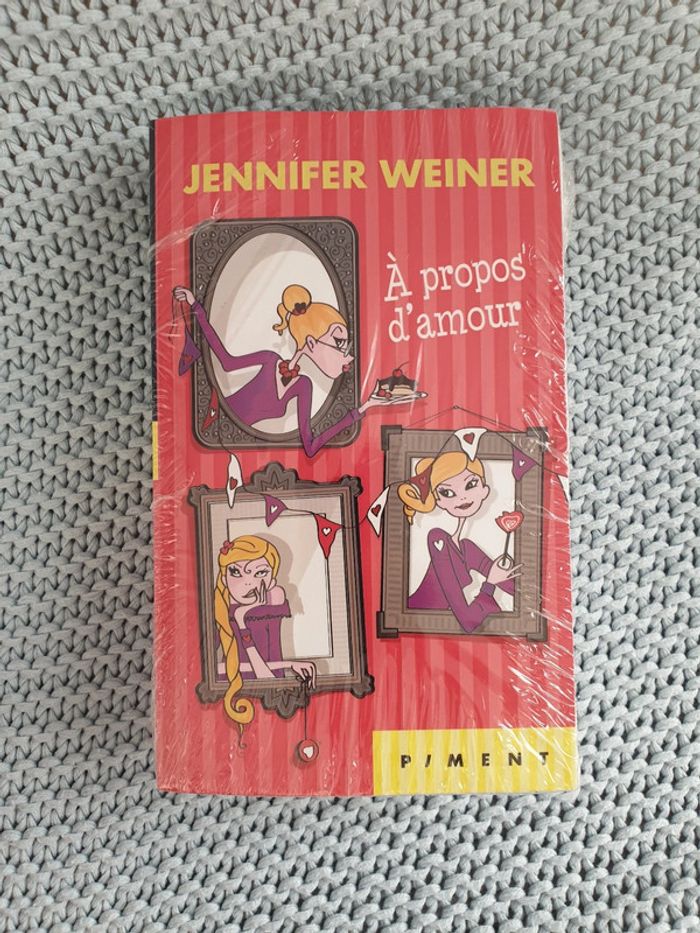 JENNIFER WEINER
À propos
d'amour
PIMENT